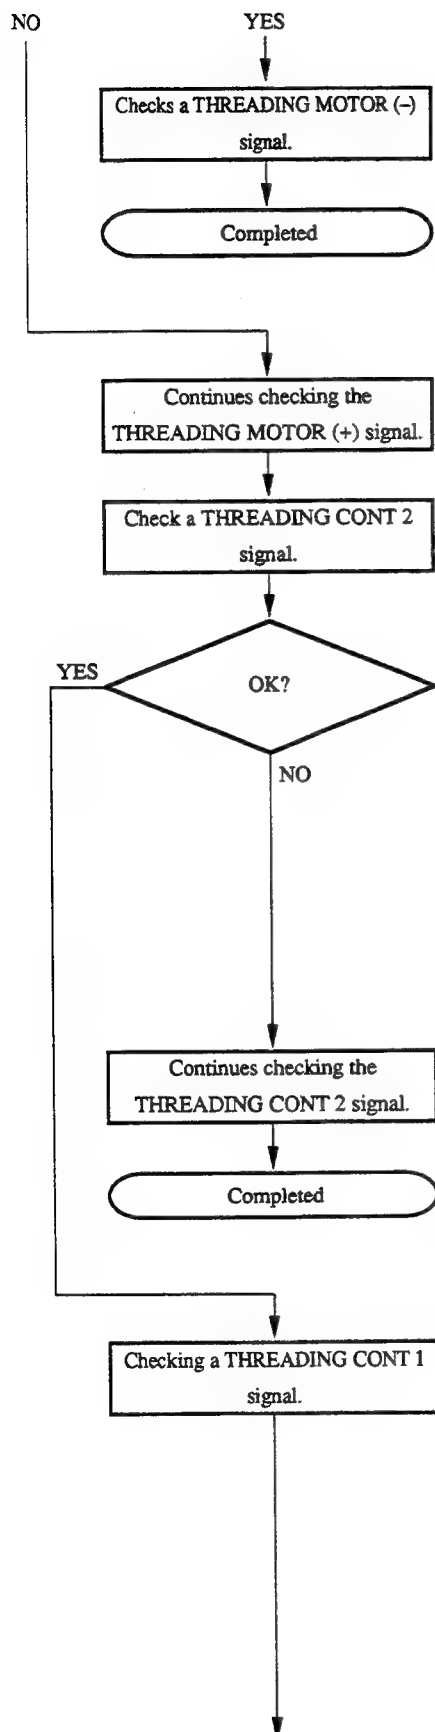 NO
YES
Checks a THREADING MOTOR (–)
signal.
Completed
Continues checking the
THREADING MOTOR (+) signal.
Check a THREADING CONT 2
signal.
YES
OK?
NO
Continues checking the
THREADING CONT 2 signal.
Completed
Checking a THREADING CONT 1
signal.